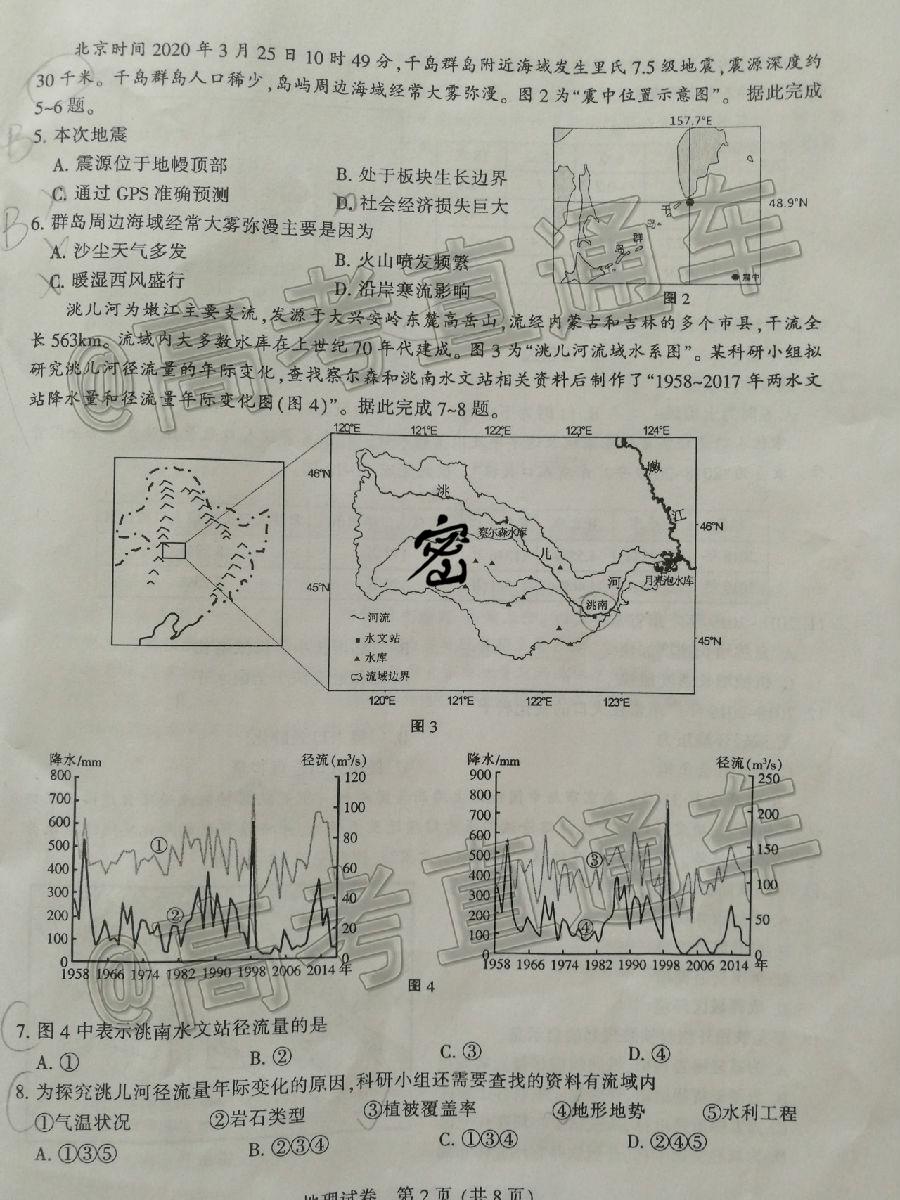 北京时间 2020 年 3 月 25 日 10 时 49 分，千岛群岛附近海域发生里氏 7.5 级地震，震源深度约
30 千米。千岛群岛人口稀少，岛屿周边海域经常大雾弥漫。图 2 为“震中位置示意图”。 据此完成
5~6 题。
B
5. 本次地震
A. 震源位于地幔顶部
B. 处于板块生长边界
C. 通过 GPS 准确预测
D. 社会经济损失巨大
B
6. 群岛周边海域经常大雾弥漫主要是因为
A. 沙尘天气多发
B. 火山喷发频繁
C. 暖湿西风盛行
D. 沿岸寒流影响
157.7°E
48.9°N
千
岛
群
岛
震中
图 2
洮儿河为嫩江主要支流，发源于大兴安岭东麓高岳山，流经内蒙古和吉林的多个市县，干流全
长 563km。流域内大多数水库在上世纪 70 年代建成。图 3 为“洮儿河流域水系图”。某科研小组拟
研究洮儿河径流量的年际变化，查找察尔森和洮南水文站相关资料后制作了“1958~2017 年两水文
站降水量和径流量年际变化图（图 4）”。据此完成 7~8 题。
120°E 121°E 122°E 123°E 124°E
46°N
45°N
46°N
45°N
洮
儿
河
嫩
江
察尔森水库
密山
洮南
月亮泡水库
河流
水文站
水库
流域边界
120°E 121°E 122°E 123°E
图 3
降水/mm 径流(m³/s)
800 700 600 500 400 300 200 100 0
120 100 80 60 40 20 0
① ②
1958 1966 1974 1982 1990 1998 2006 2014 年
降水/mm 径流(m³/s)
900 800 700 600 500 400 300 200 100 0
250 200 150 100 50 0
③ ④
1958 1966 1974 1982 1990 1998 2006 2014 年
图 4
C
7. 图 4 中表示洮南水文站径流量的是
A. ① B. ② C. ③ D. ④
C
8. 为探究洮儿河径流量年际变化的原因，科研小组还需要查找的资料有流域内
①气温状况 ②岩石类型 ③植被覆盖率 ④地形地势 ⑤水利工程
A. ①③⑤ B. ②③④ C. ①③④ D. ②④⑤
地理试卷 第 2 页（共 8 页）
@高考直通车
@高考直通车